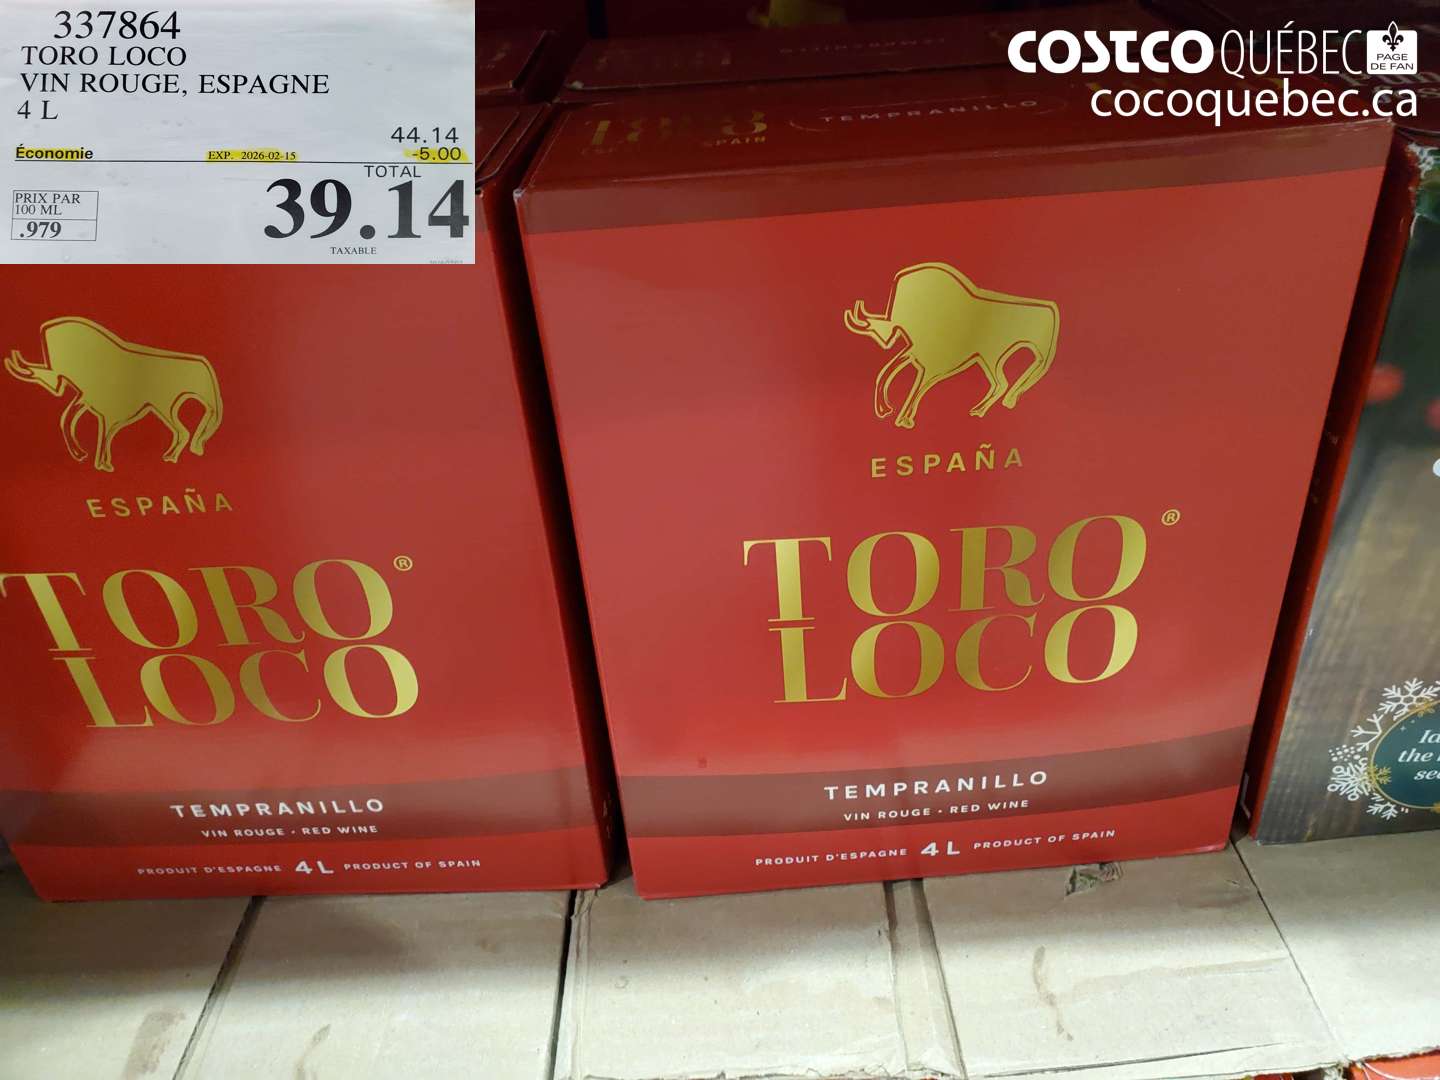 337864
TORO LOCO
VIN ROUGE, ESPAGNE
4 L
44.14
Économie EXP. 2026-02-15 -5.00
TOTAL
39.14
PRIX PAR
100 ML
.979
TAXABLE
COSTCO QUÉBEC
PAGE
DE FAN
cocoquebec.ca
TORO
SPAIN
TEMPRANILLO
ESPAÑA
TORO®
LOCO
TEMPRANILLO
VIN ROUGE • RED WINE
PRODUIT D'ESPAGNE 4 L PRODUCT OF SPAIN
ESPAÑA
TORO®
LOCO
TEMPRANILLO
VIN ROUGE • RED WINE
PRODUIT D'ESPAGNE 4 L PRODUCT OF SPAIN
the